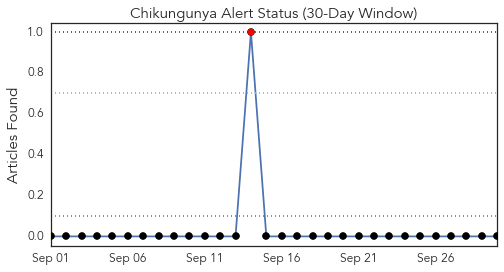 Chikungunya Alert Status (30-Day Window)
Articles Found
1.0
0.8
0.6
0.4
0.2
0.0
Sep 01 Sep 06 Sep 11 Sep 16 Sep 21 Sep 26